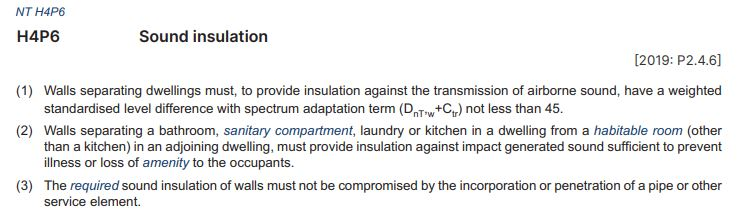 NT H4P6
H4P6 Sound insulation
[2019: P2.4.6]
(1) Walls separating dwellings must, to provide insulation against the transmission of airborne sound, have a weighted
standardised level difference with spectrum adaptation term (DnT,w+Ctr) not less than 45.
(2) Walls separating a bathroom, sanitary compartment, laundry or kitchen in a dwelling from a habitable room (other
than a kitchen) in an adjoining dwelling, must provide insulation against impact generated sound sufficient to prevent
illness or loss of amenity to the occupants.
(3) The required sound insulation of walls must not be compromised by the incorporation or penetration of a pipe or other
service element.